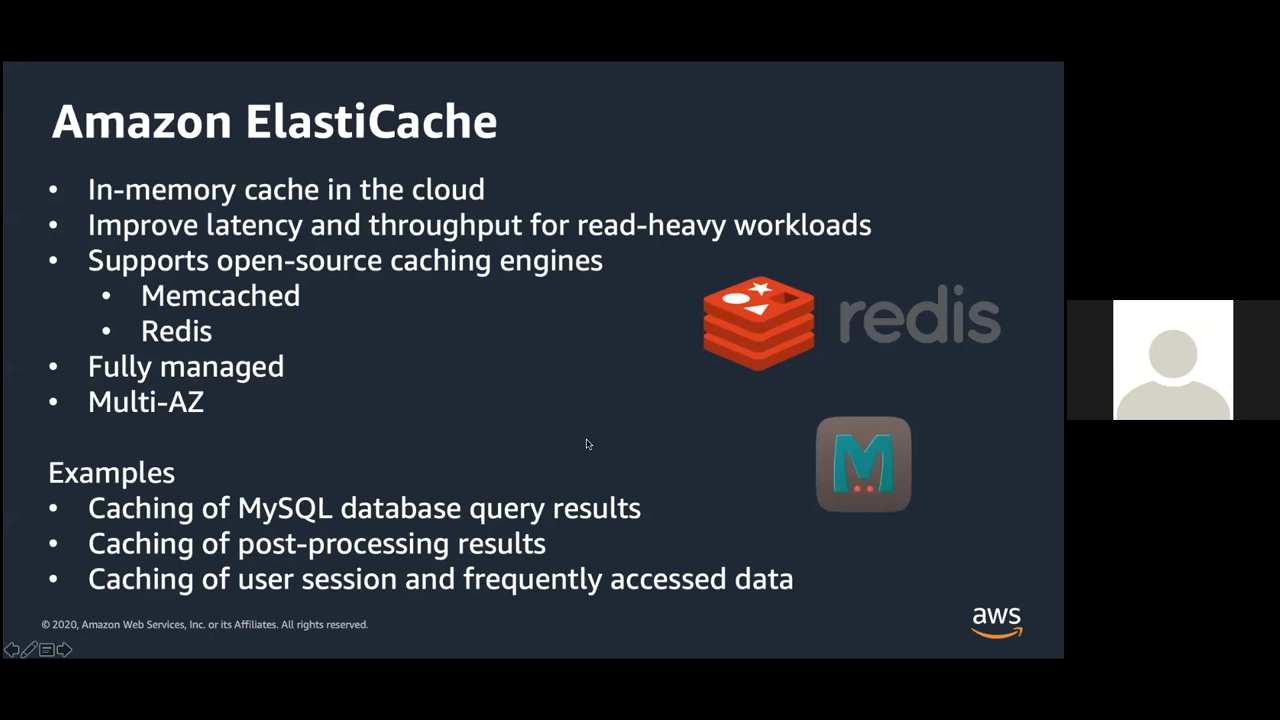 Amazon ElastiCache
• In-memory cache in the cloud
• Improve latency and throughput for read-heavy workloads
• Supports open-source caching engines
• Memcached
• Redis
• Fully managed
• Multi-AZ
redis
M
Examples
• Caching of MySQL database query results
• Caching of post-processing results
• Caching of user session and frequently accessed data
© 2020, Amazon Web Services, Inc. or its Affiliates. All rights reserved.
aws